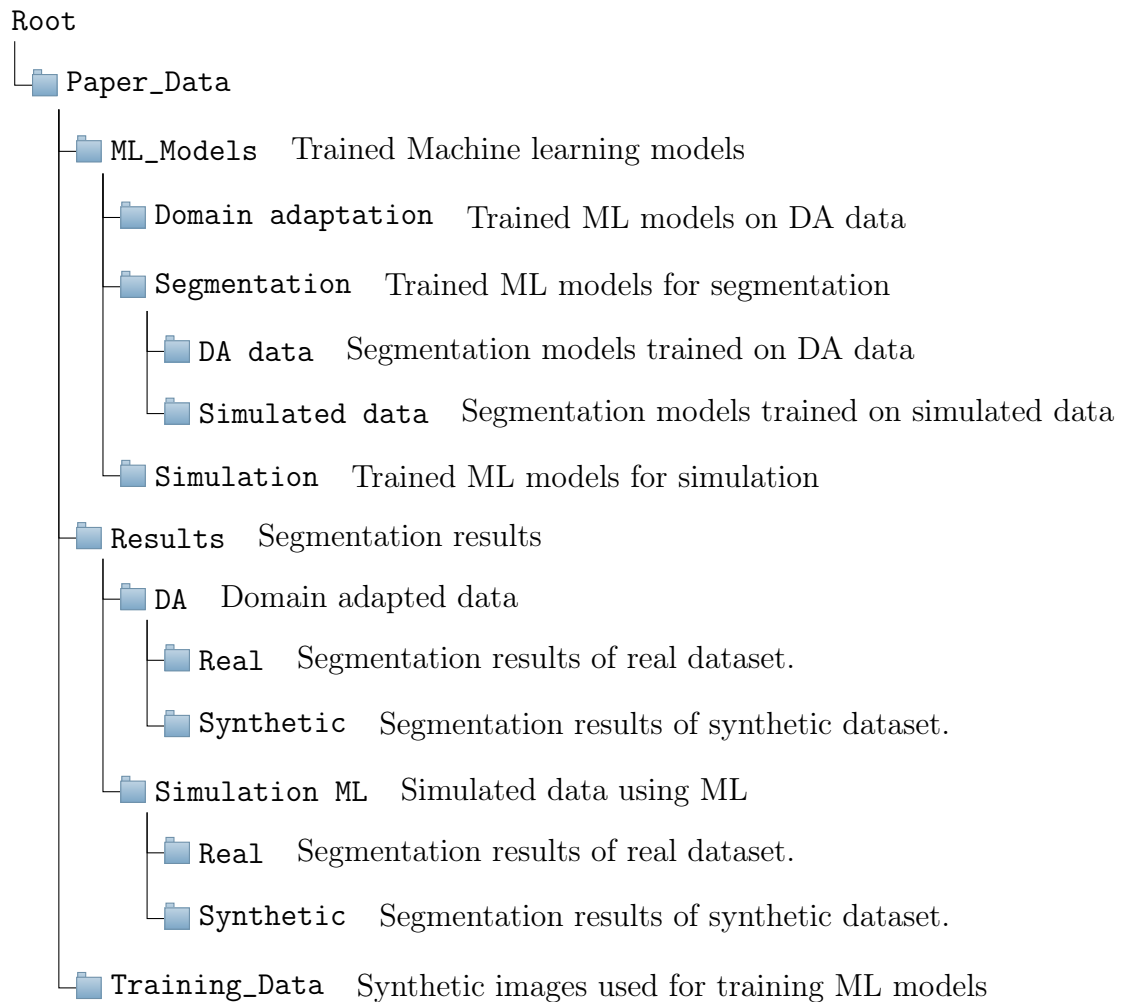 Root
Paper_Data
ML_Models Trained Machine learning models
Domain adaptation Trained ML models on DA data
Segmentation Trained ML models for segmentation
DA data Segmentation models trained on DA data
Simulated data Segmentation models trained on simulated data
Simulation Trained ML models for simulation
Results Segmentation results
DA Domain adapted data
Real Segmentation results of real dataset.
Synthetic Segmentation results of synthetic dataset.
Simulation ML Simulated data using ML
Real Segmentation results of real dataset.
Synthetic Segmentation results of synthetic dataset.
Training_Data Synthetic images used for training ML models